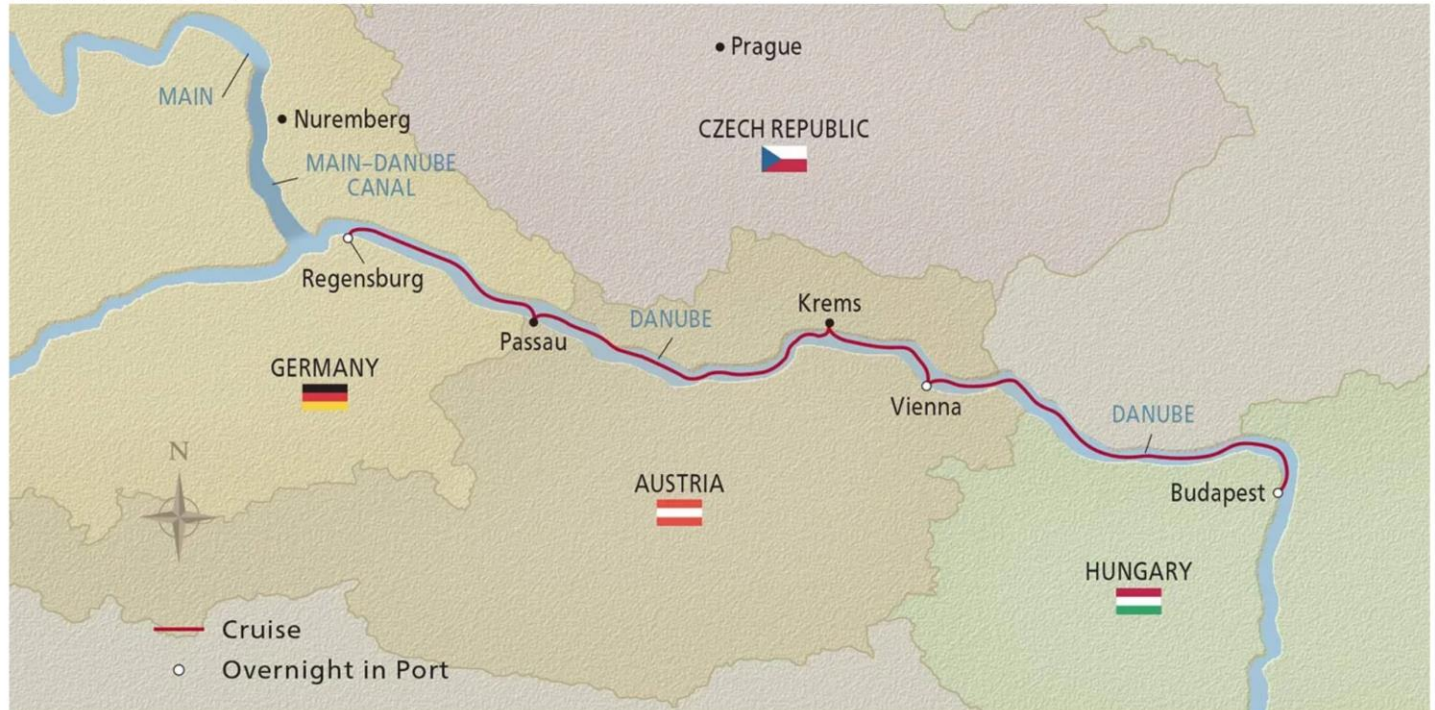 Prague
MAIN
Nuremberg
CZECH REPUBLIC
MAIN–DANUBE
CANAL
Regensburg
Krems
DANUBE
Passau
GERMANY
Vienna
DANUBE
N
AUSTRIA
Budapest
HUNGARY
Cruise
Overnight in Port